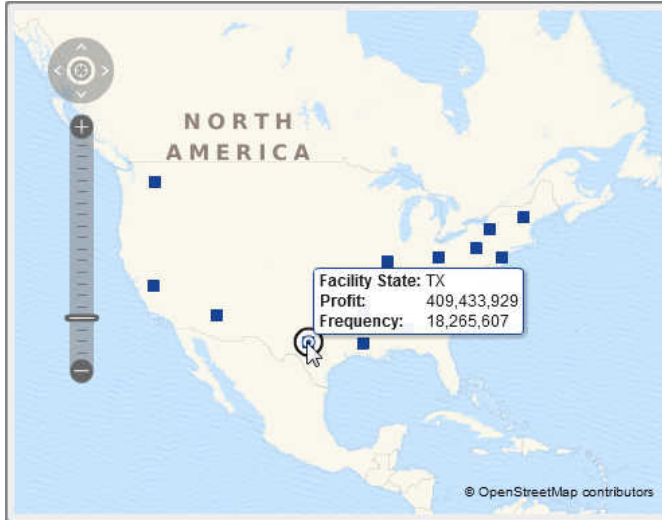 NORTH
AMERICA
Facility State: TX
Profit: 409,433,929
Frequency: 18,265,607
© OpenStreetMap contributors